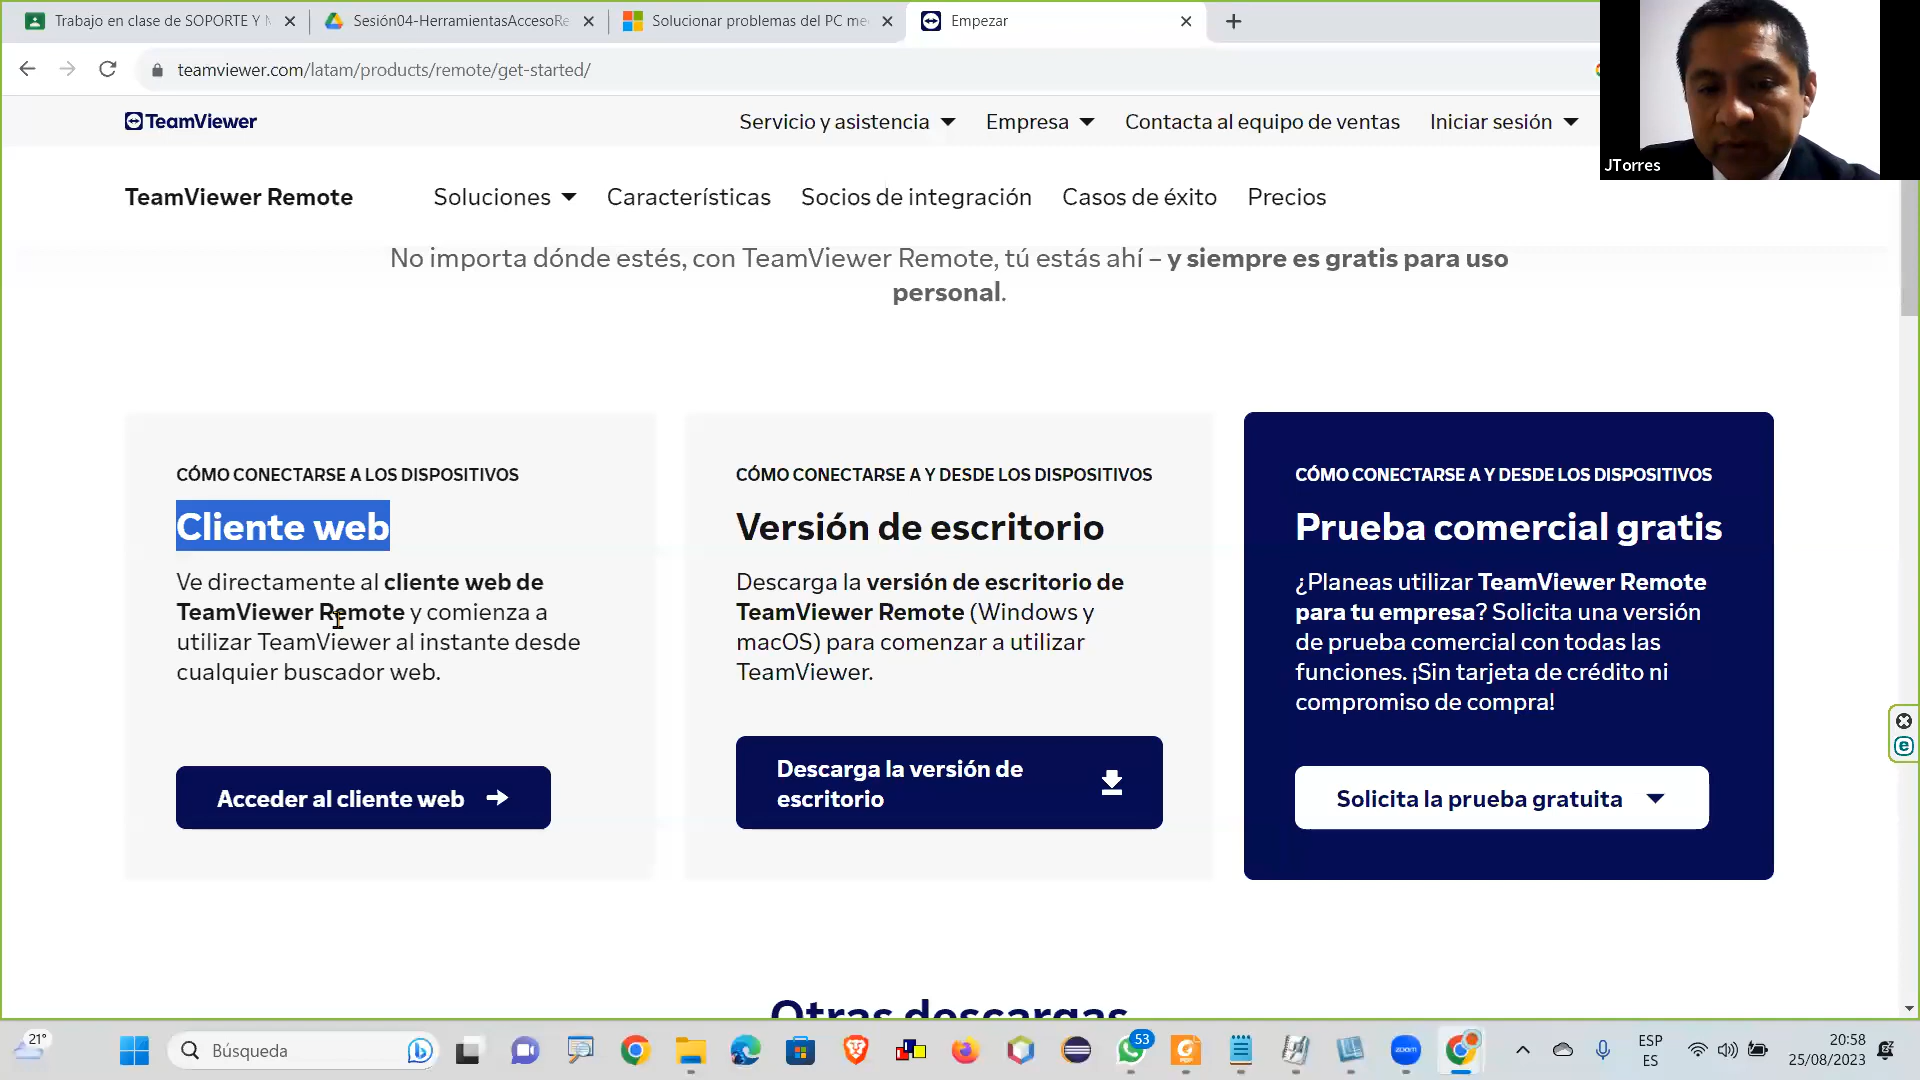 Trabajo en clase de SOPORTE Y
Sesión04-HerramientasAccesoRe
Solucionar problemas del PC me
Empezar
teamviewer.com/latam/products/remote/get-started/
TeamViewer
Servicio y asistencia
Empresa
Contacta al equipo de ventas
Iniciar sesión
JTorres
TeamViewer Remote
Soluciones
Características
Socios de integración
Casos de éxito
Precios
No importa dónde estés, con TeamViewer Remote, tú estás ahí – y siempre es gratis para uso
personal.
CÓMO CONECTARSE A LOS DISPOSITIVOS
Cliente web
Ve directamente al cliente web de
TeamViewer Remote y comienza a
utilizar TeamViewer al instante desde
cualquier buscador web.
Acceder al cliente web
CÓMO CONECTARSE A Y DESDE LOS DISPOSITIVOS
Versión de escritorio
Descarga la versión de escritorio de
TeamViewer Remote (Windows y
macOS) para comenzar a utilizar
TeamViewer.
Descarga la versión de
escritorio
CÓMO CONECTARSE A Y DESDE LOS DISPOSITIVOS
Prueba comercial gratis
¿Planeas utilizar TeamViewer Remote
para tu empresa? Solicita una versión
de prueba comercial con todas las
funciones. ¡Sin tarjeta de crédito ni
compromiso de compra!
Solicita la prueba gratuita
Otras descargas
21°
Búsqueda
53
zoom
ESP
ES
20:58
25/08/2023